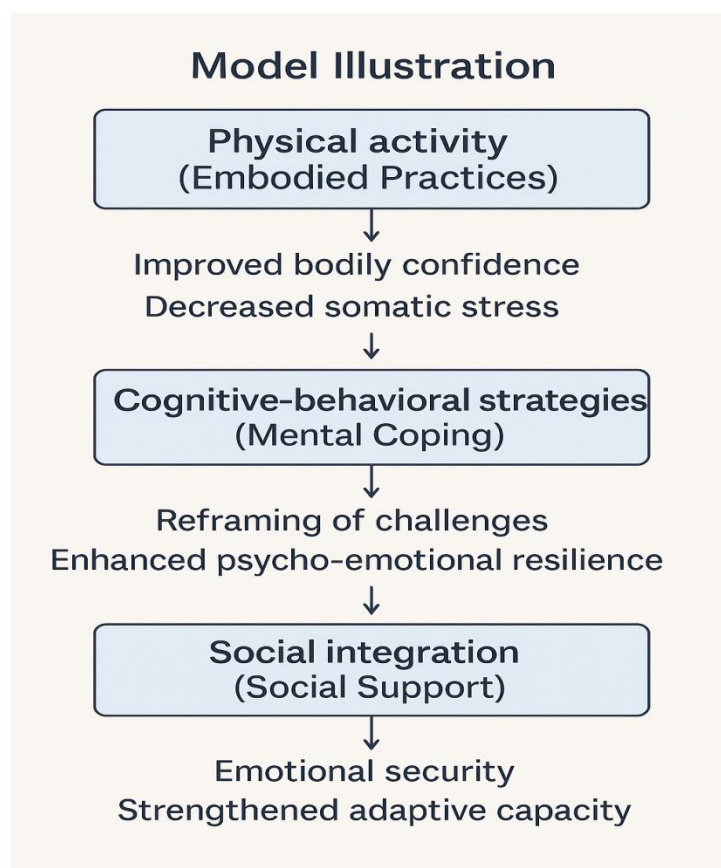 Model Illustration
Physical activity
(Embodied Practices)
Improved bodily confidence
Decreased somatic stress
Cognitive-behavioral strategies
(Mental Coping)
Reframing of challenges
Enhanced psycho-emotional resilience
Social integration
(Social Support)
Emotional security
Strengthened adaptive capacity